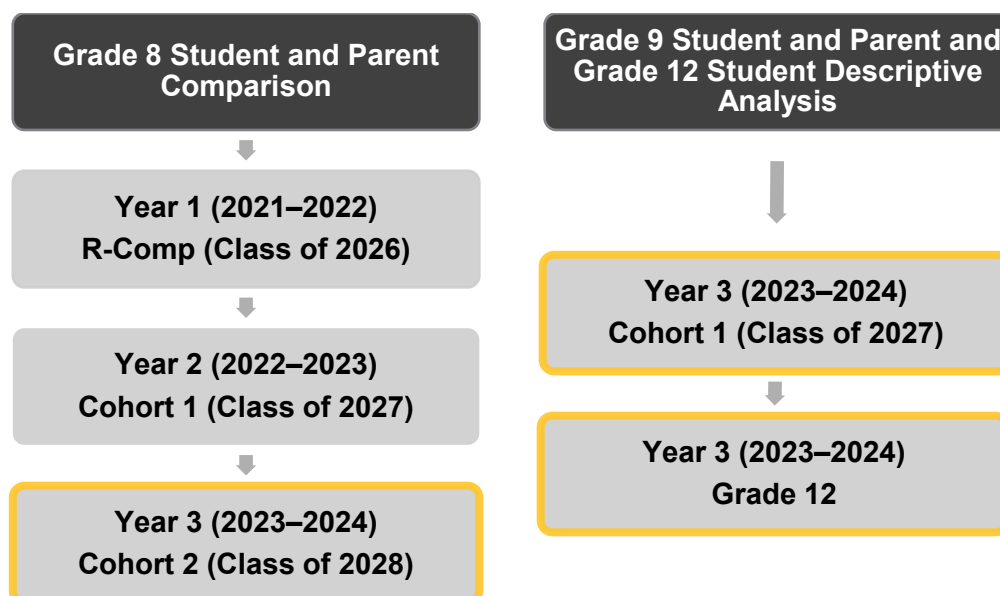 Grade 8 Student and Parent
Comparison
Year 1 (2021–2022)
R-Comp (Class of 2026)
Year 2 (2022–2023)
Cohort 1 (Class of 2027)
Year 3 (2023–2024)
Cohort 2 (Class of 2028)
Grade 9 Student and Parent and
Grade 12 Student Descriptive
Analysis
Year 3 (2023–2024)
Cohort 1 (Class of 2027)
Year 3 (2023–2024)
Grade 12